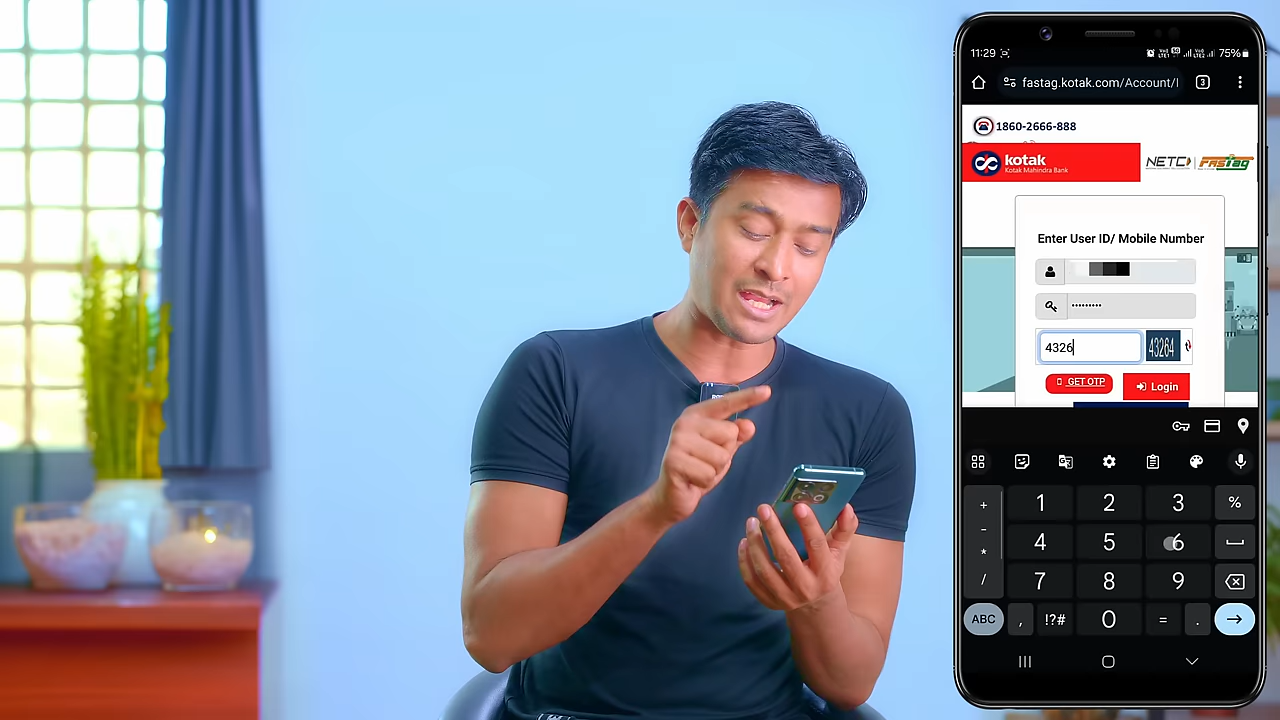 11:29
75%
fastag.kotak.com/Account/l
3
1860-2666-888
kotak
Kotak Mahindra Bank
NETC
FASTag
Enter User ID/ Mobile Number
4326
43264
GET OTP
Login
+ 1 2 3 %
- 4 5 6
*
/ 7 8 9
ABC , !?# 0 = .